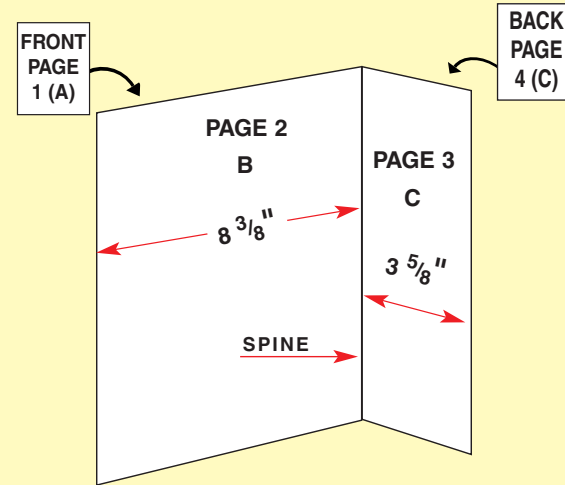 FRONT
PAGE
1 (A)
BACK
PAGE
4 (C)
PAGE 2
B
PAGE 3
C
8 3/8"
3 5/8"
SPINE